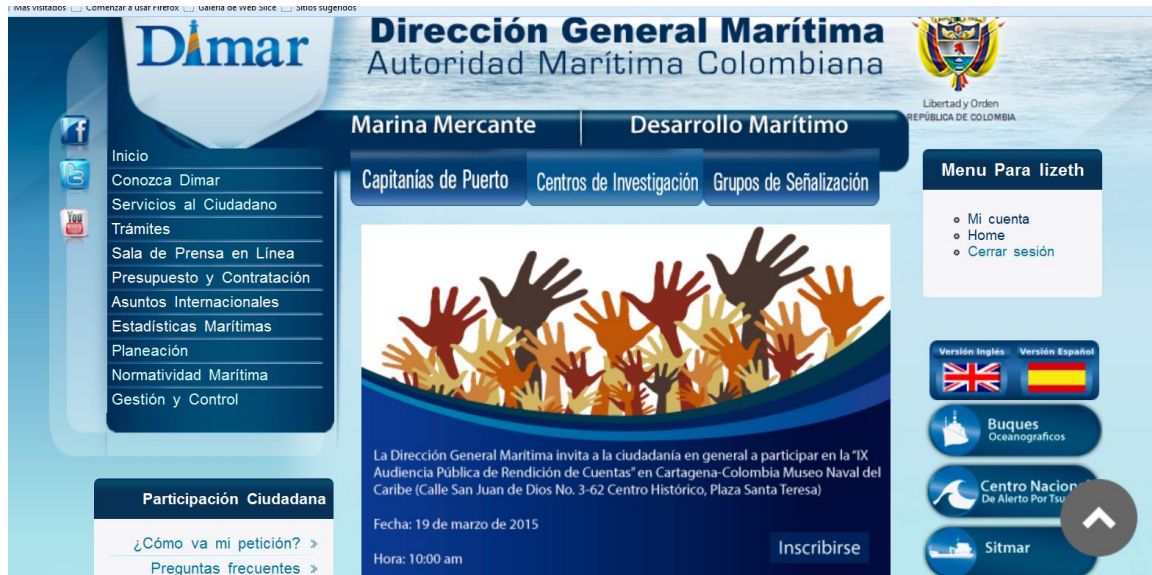 Mas visitados Comenzar a usar Firefox Galeria de Web Slice Sitios sugeridos
Dimar
Dirección General Marítima
Autoridad Marítima Colombiana
Libertad y Orden
REPÚBLICA DE COLOMBIA
Marina Mercante
Desarrollo Marítimo
Capitanías de Puerto
Centros de Investigación
Grupos de Señalización
You
Inicio
Conozca Dimar
Servicios al Ciudadano
Trámites
Sala de Prensa en Línea
Presupuesto y Contratación
Asuntos Internacionales
Estadísticas Marítimas
Planeación
Normatividad Marítima
Gestión y Control
Participación Ciudadana
¿Cómo va mi petición? »
Preguntas frecuentes »
La Dirección General Marítima invita a la ciudadanía en general a participar en la "IX
Audiencia Pública de Rendición de Cuentas" en Cartagena-Colombia Museo Naval del
Caribe (Calle San Juan de Dios No. 3-62 Centro Histórico, Plaza Santa Teresa)
Fecha: 19 de marzo de 2015
Hora: 10:00 am
Inscribirse
Menu Para lizeth
Mi cuenta
Home
Cerrar sesión
Versión Inglés
Versión Español
Buques
Oceanograficos
Centro Nacional
De Alerto Por
Sitmar